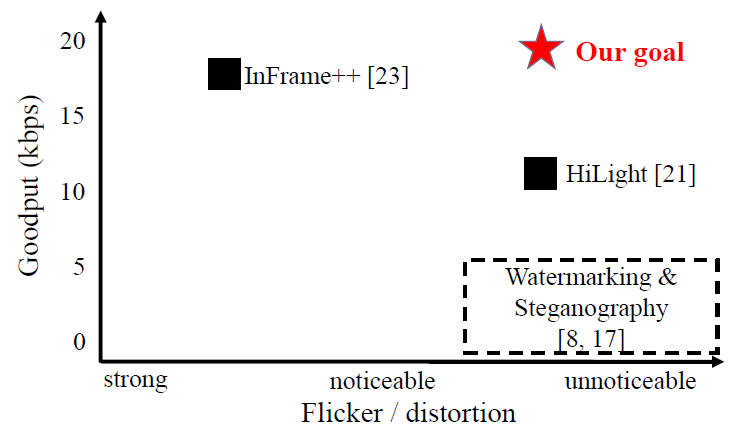 20
Our goal
InFrame++ [23]
15
HiLight [21]
10
Goodput (kbps)
5
Watermarking &
Steganography
[8, 17]
0
strong
noticeable
unnoticeable
Flicker / distortion